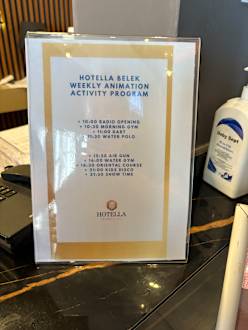 HOTELLA BELEK
WEEKLY ANIMATION
ACTIVITY PROGRAM
• 10:00 RADIO OPENING
• 10:30 MORNING GYM
• 11:00 DART
• 11:30 WATER POLO
• 15:30 AIR GUN
• 16:00 WATER GYM
• 16:30 ORIENTAL COURSE
• 21:00 KIDS DISCO
• 21:30 SHOW TIME
HOTELLA
Baby Sept